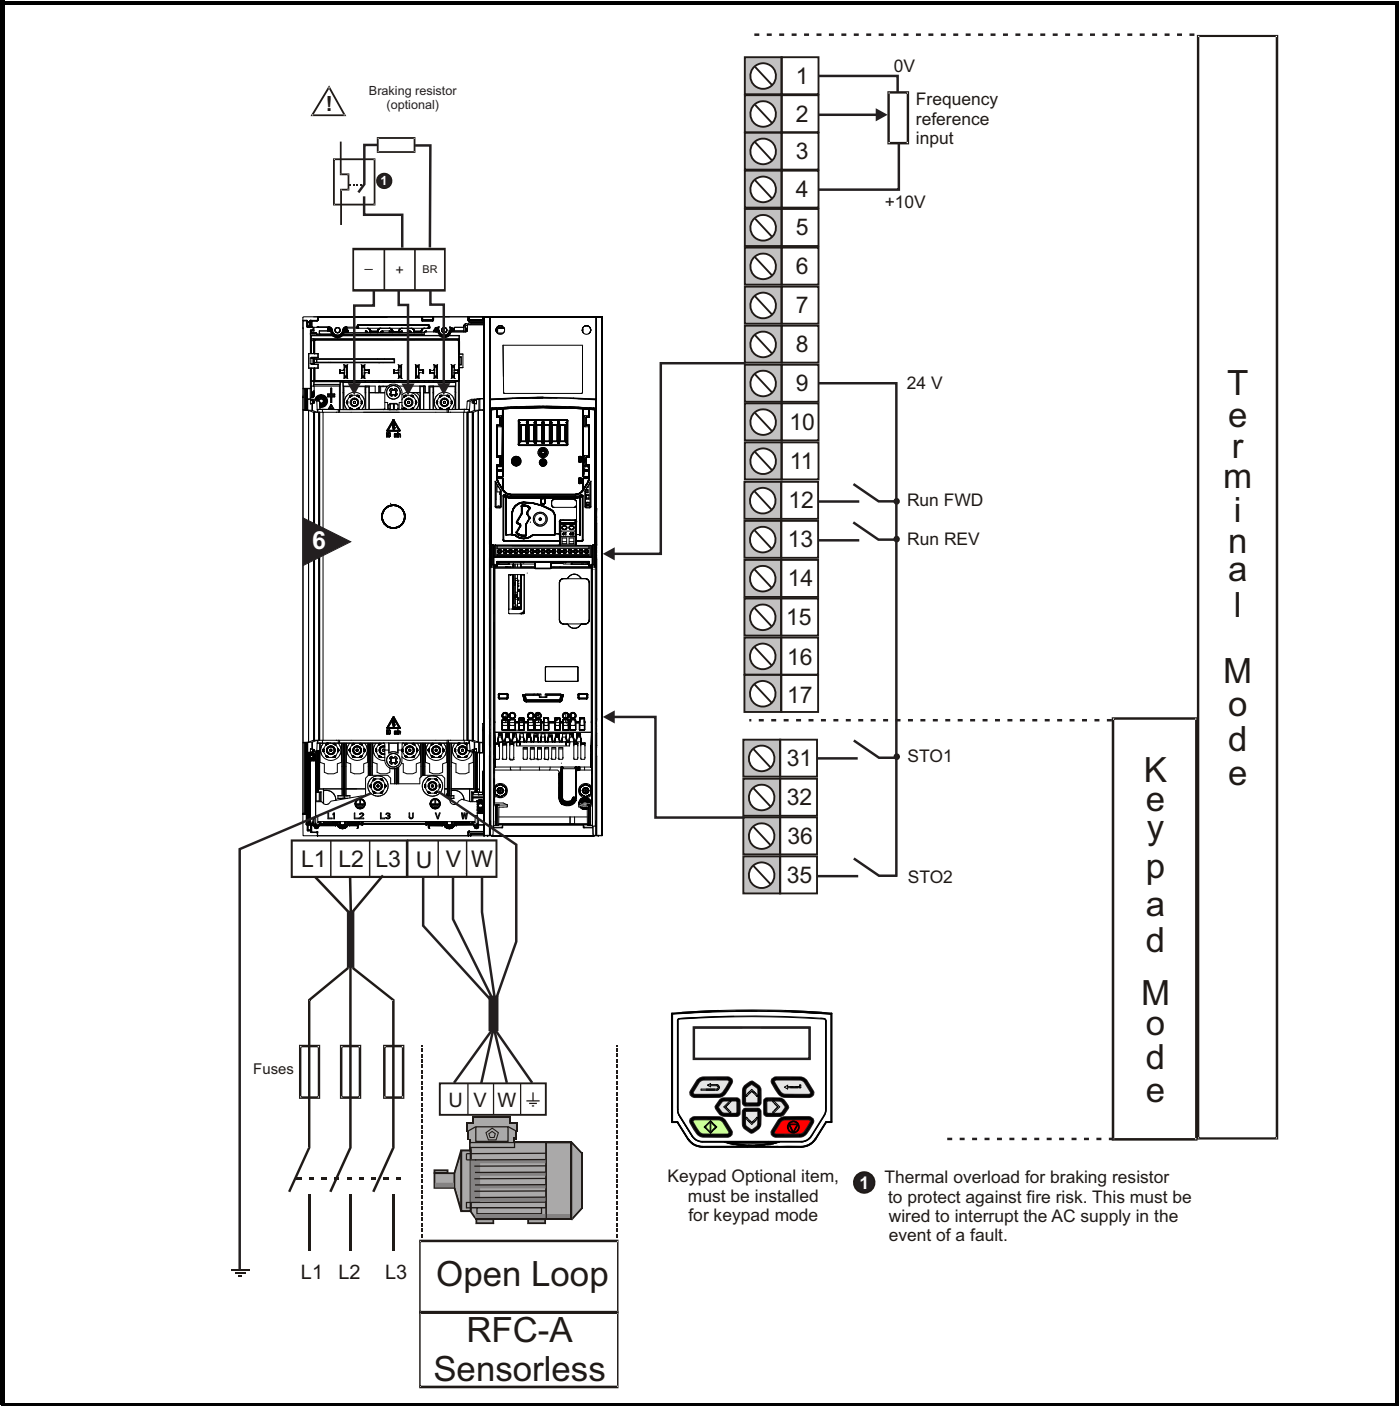 Braking resistor
(optional)
!
1
– + BR
6
L1 L2 L3 U V W
L1 L2 L3 U V W
Fuses
L1 L2 L3
U V W
Open Loop
RFC-A
Sensorless
1
2
3
4
5
6
7
8
9
10
11
12
13
14
15
16
17
0V
Frequency
reference
input
+10V
24 V
Run FWD
Run REV
31
32
36
35
STO1
STO2
Keypad Optional item,
must be installed
for keypad mode
1 Thermal overload for braking resistor
to protect against fire risk. This must be
wired to interrupt the AC supply in the
event of a fault.
Keypad Mode
Terminal Mode